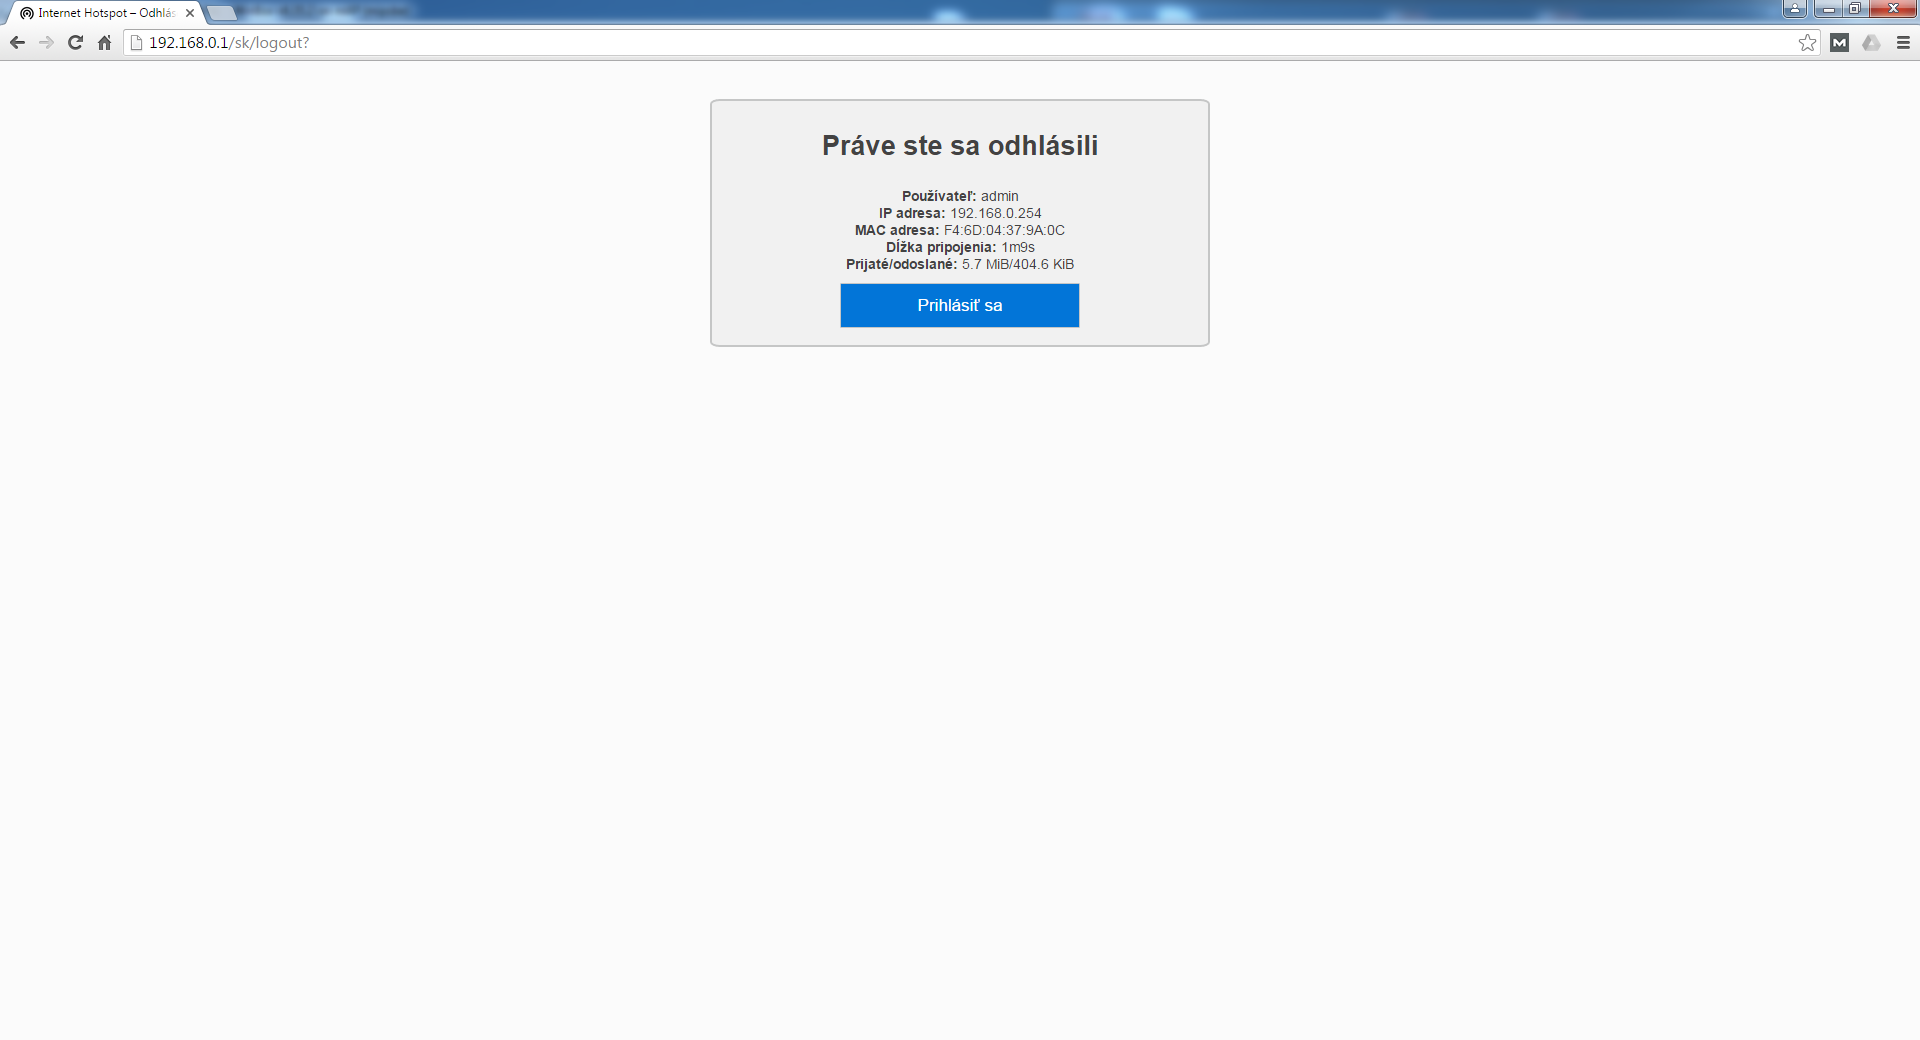 Internet Hotspot – Odhlás
192.168.0.1/sk/logout?
Práve ste sa odhlásili
Používateľ: admin
IP adresa: 192.168.0.254
MAC adresa: F4:6D:04:37:9A:0C
Dĺžka pripojenia: 1m9s
Prijaté/odoslané: 5.7 MiB/404.6 KiB
Prihlásiť sa